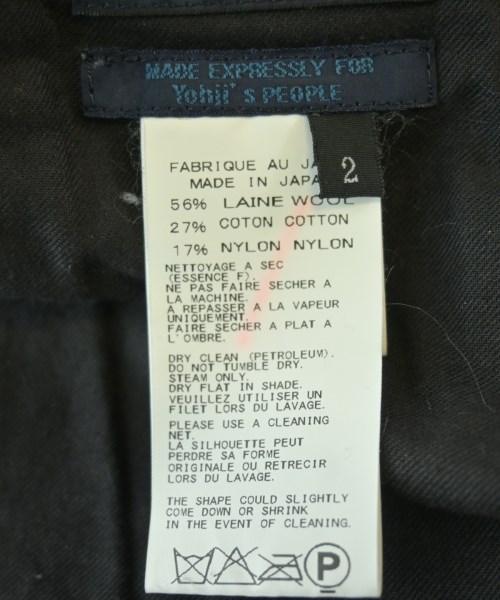 MADE EXPRESSLY FOR
Yohji's PEOPLE
2
FABRIQUE AU JA
MADE IN JAPA
56% LAINE WOOL
27% COTON COTTON
17% NYLON NYLON
NETTOYAGE A SEC
(ESSENCE F).
NE PAS FAIRE SECHER A
LA MACHINE.
A REPASSER A LA VAPEUR
UNIQUEMENT.
FAIRE SECHER A PLAT A
L'OMBRE.
DRY CLEAN (PETROLEUM).
DO NOT TUMBLE DRY.
STEAM ONLY.
DRY FLAT IN SHADE.
VEUILLEZ UTILISER UN
FILET LORS DU LAVAGE.
PLEASE USE A CLEANING
NET.
LA SILHOUETTE PEUT
PERDRE SA FORME
ORIGINALE OU RETRECIR
LORS DU LAVAGE.
THE SHAPE COULD SLIGHTLY
COME DOWN OR SHRINK
IN THE EVENT OF CLEANING.
P